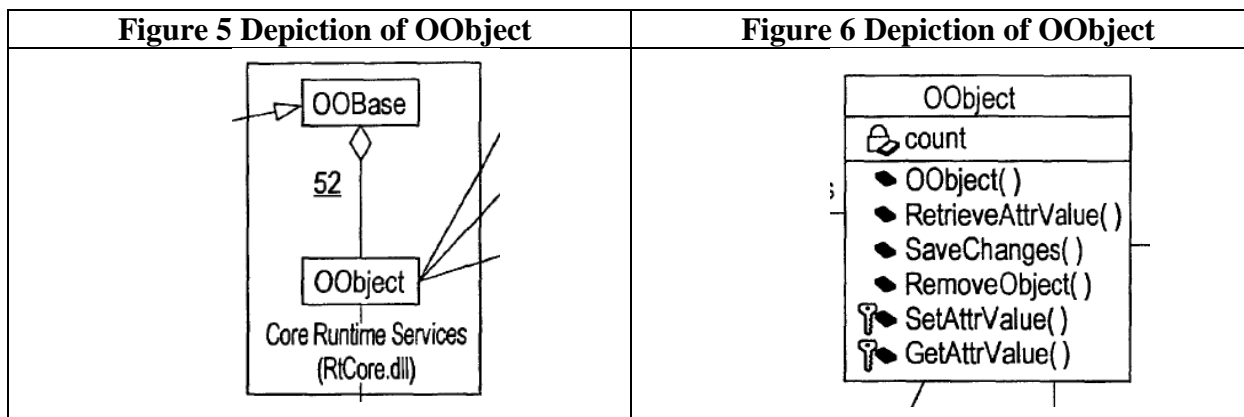 Figure 5 Depiction of OObject
Figure 6 Depiction of OObject
OOBase
52
OObject
Core Runtime Services
(RtCore.dll)
OObject
count
OObject( )
RetrieveAttrValue( )
SaveChanges( )
RemoveObject( )
SetAttrValue( )
GetAttrValue( )